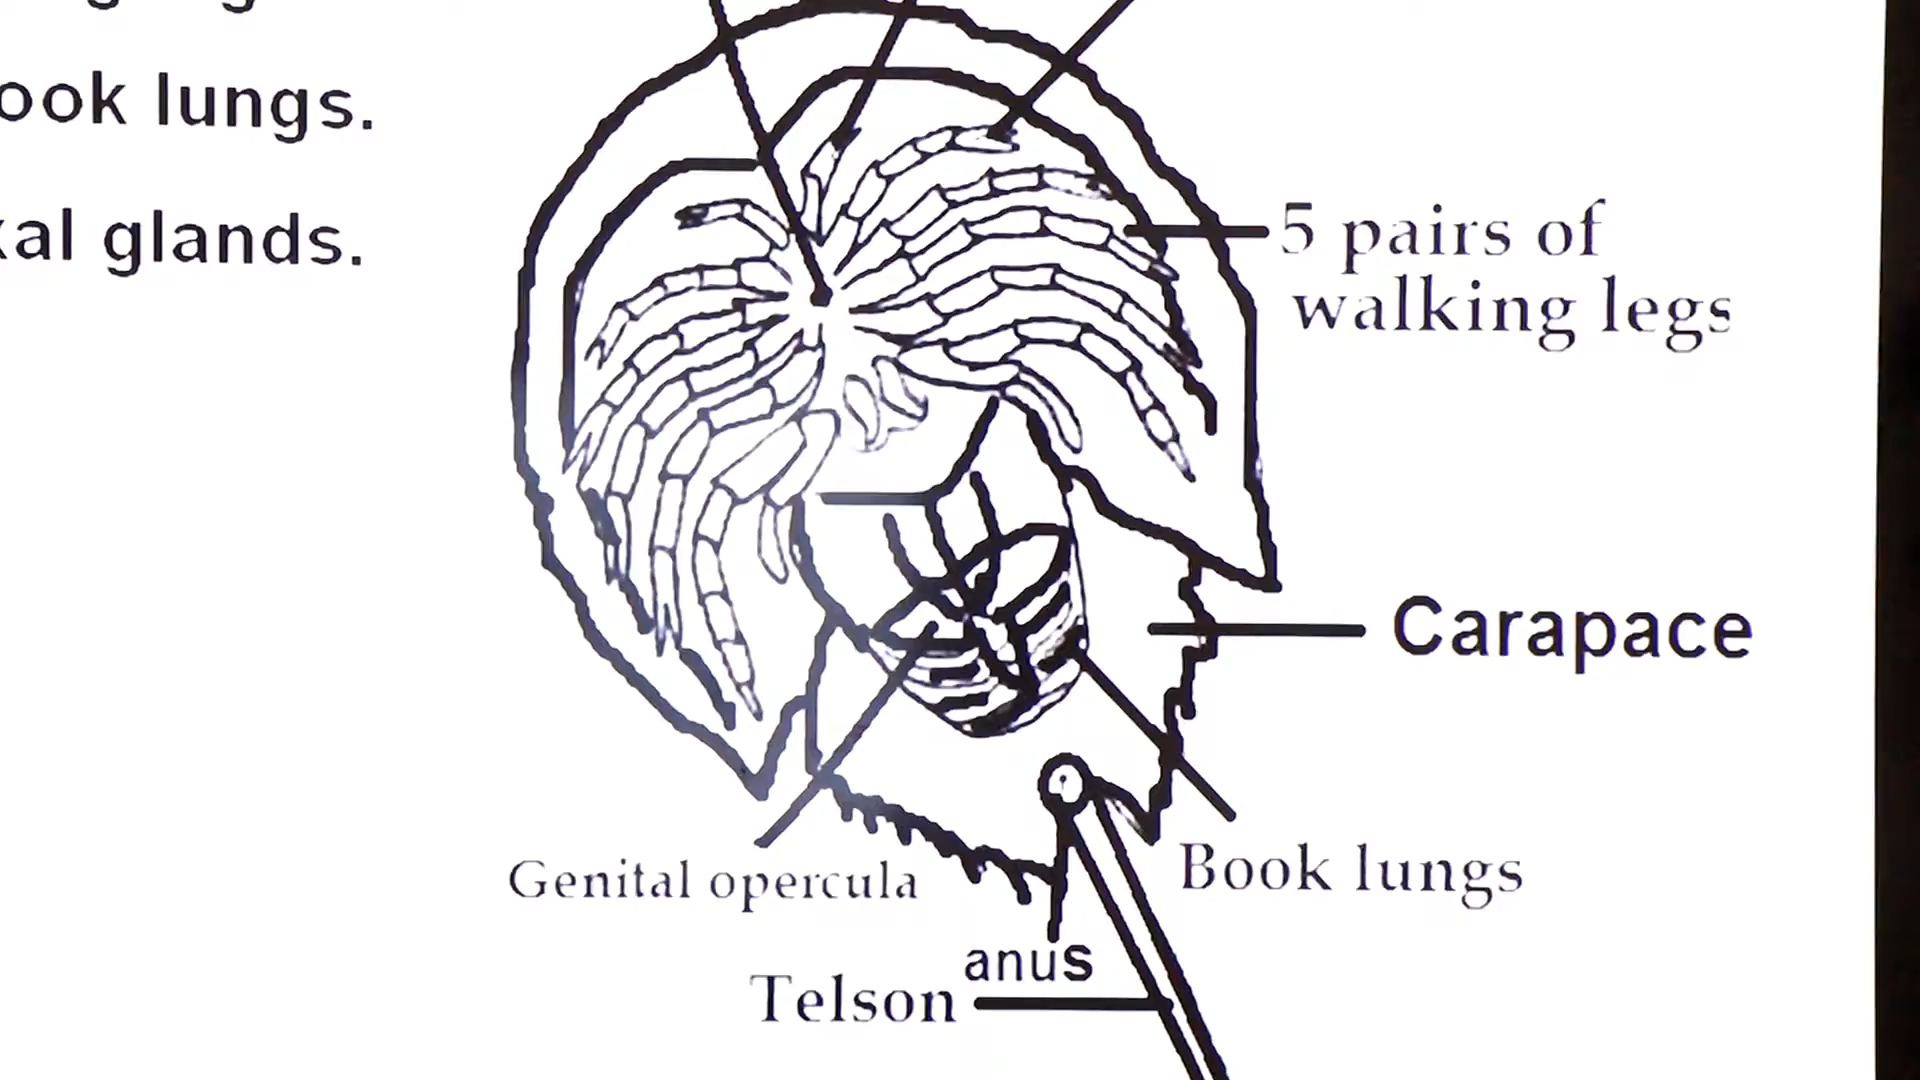 ook lungs.
al glands.
5 pairs of
walking legs
Carapace
Genital opercula
Book lungs
anus
Telson